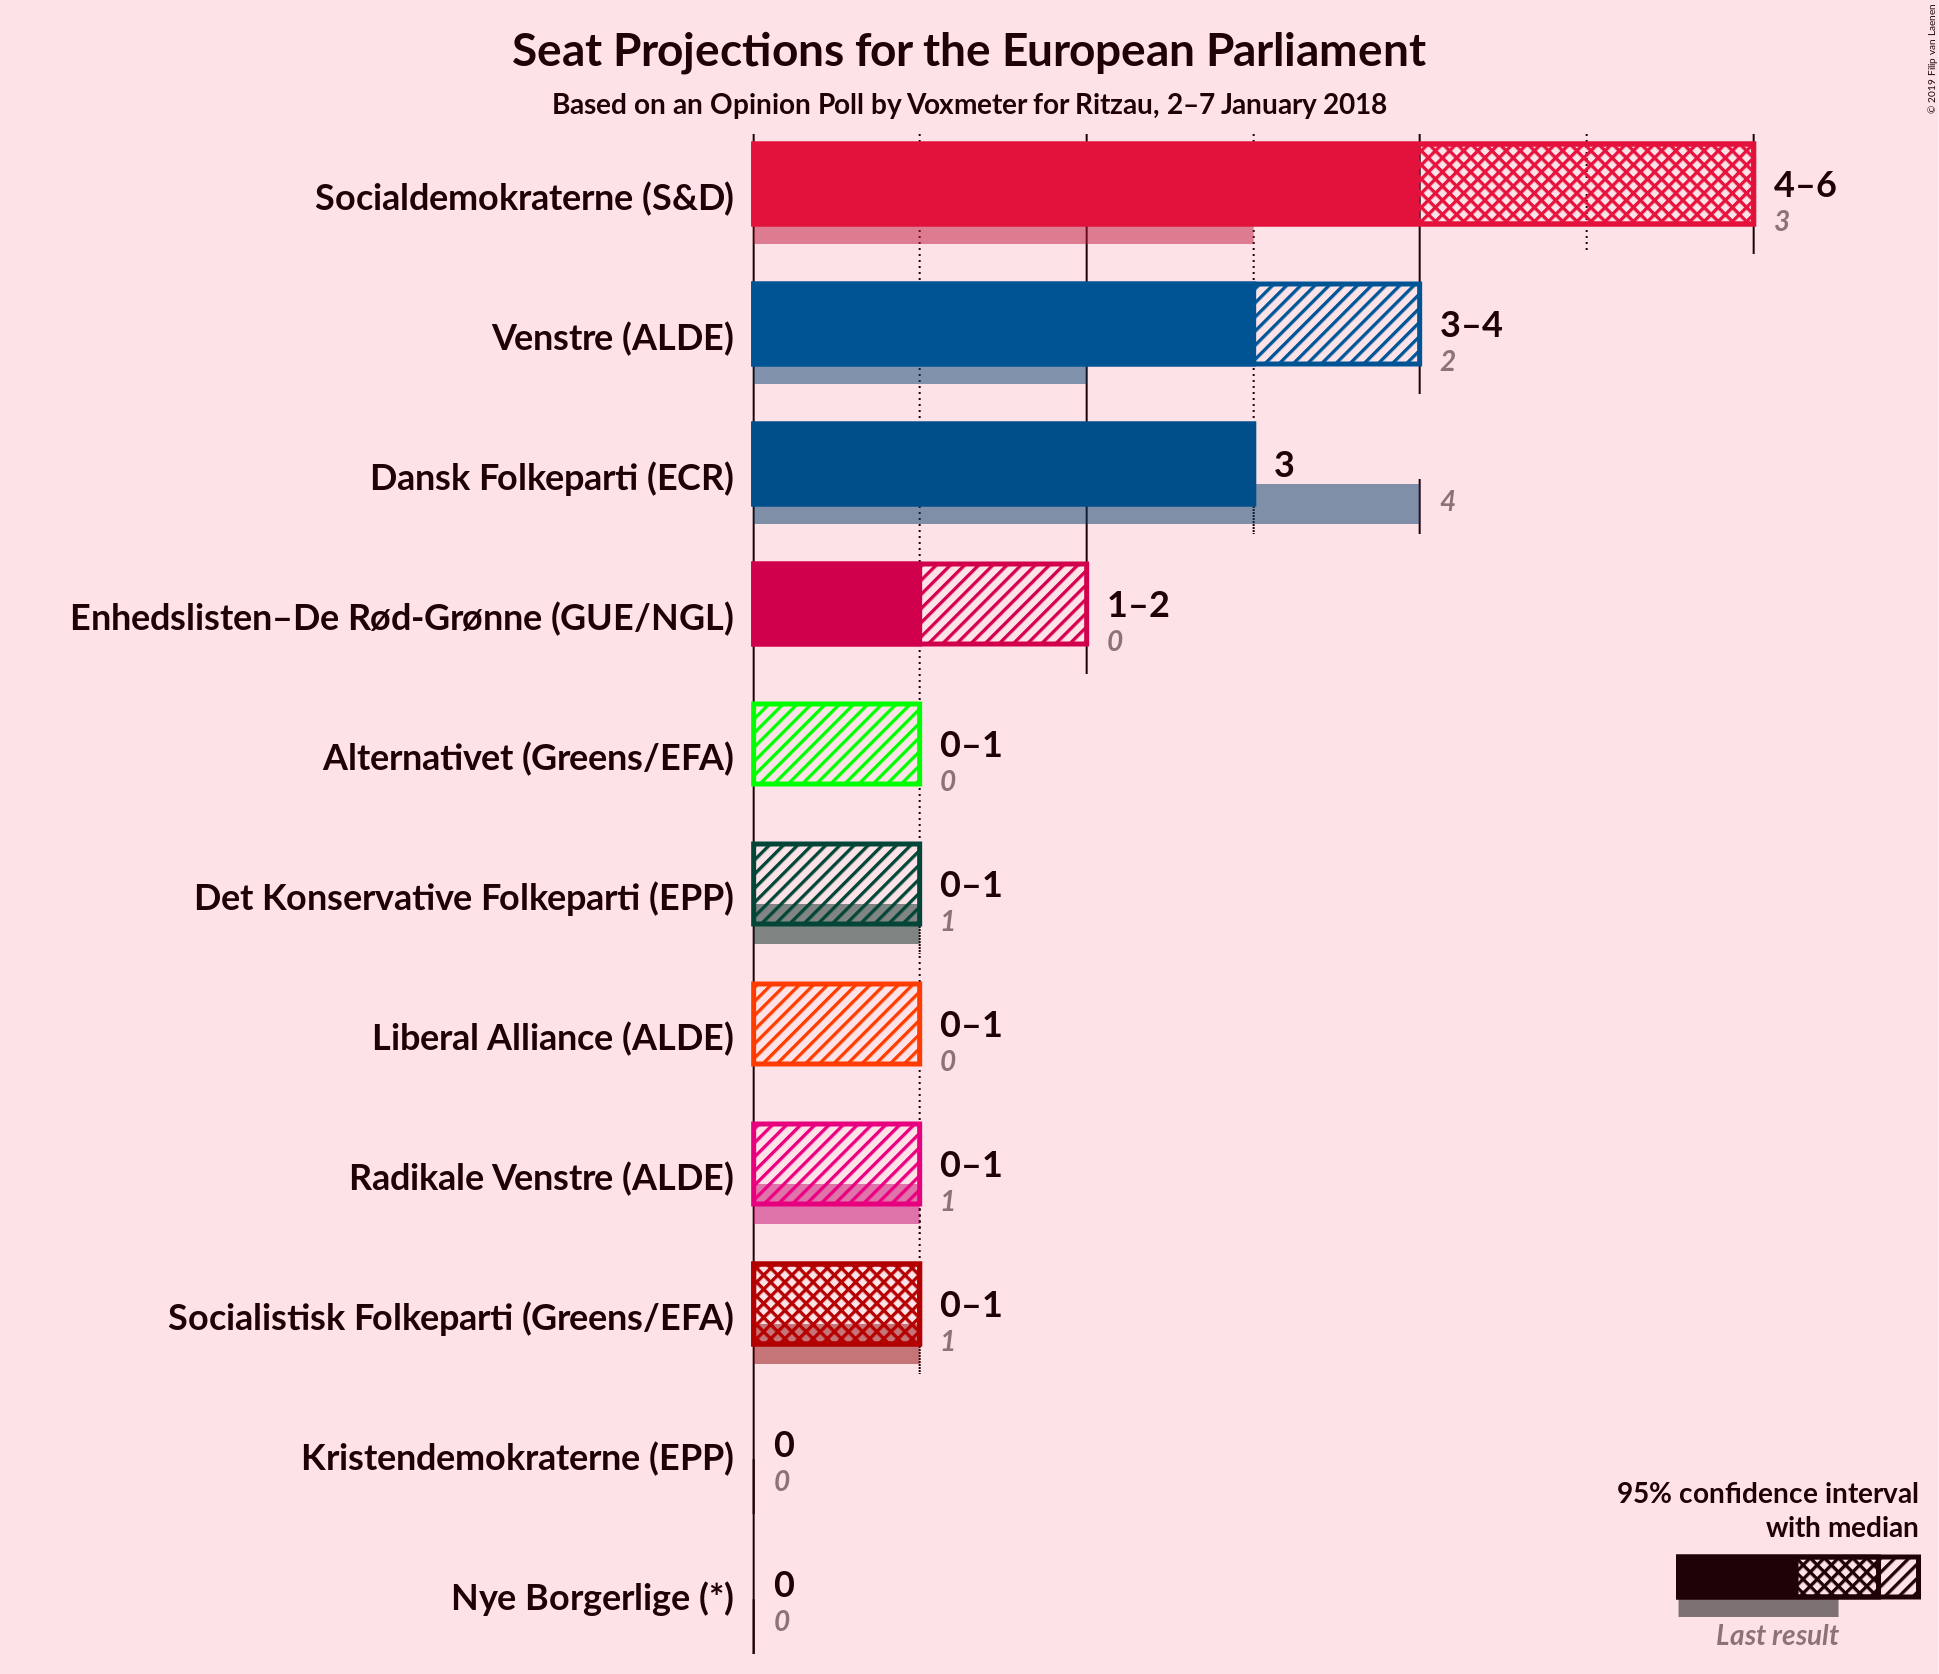 Seat Projections for the European Parliament
Based on an Opinion Poll by Voxmeter for Ritzau, 2–7 January 2018
© 2019 Filip van Laenen
Socialdemokraterne (S&D)
4–6
3
Venstre (ALDE)
3–4
2
Dansk Folkeparti (ECR)
3
4
Enhedslisten–De Rød-Grønne (GUE/NGL)
1–2
0
Alternativet (Greens/EFA)
0–1
0
Det Konservative Folkeparti (EPP)
0–1
1
Liberal Alliance (ALDE)
0–1
0
Radikale Venstre (ALDE)
0–1
1
Socialistisk Folkeparti (Greens/EFA)
0–1
1
Kristendemokraterne (EPP)
0
0
Nye Borgerlige (*)
0
0
95% confidence interval
with median
Last result